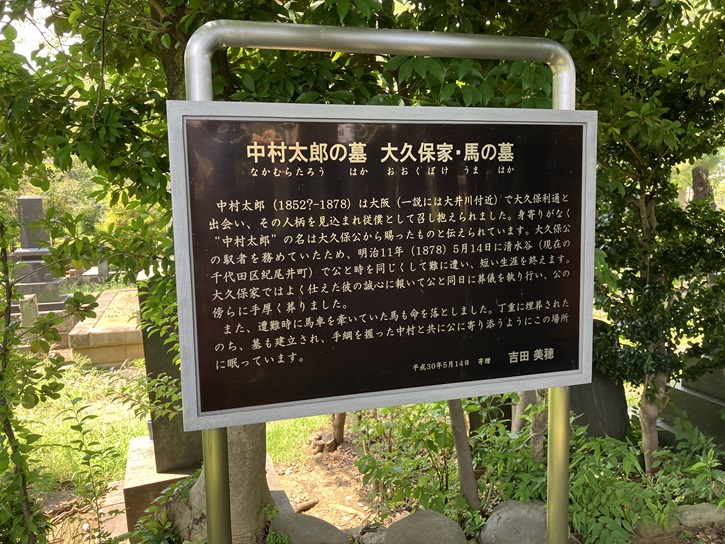 中村太郎の墓 大久保家・馬の墓
なかむらたろう はか おおくぼけ うま はか
中村太郎(1852?-1878)は大阪(一説には大井川付近)で大久保利通と
出会い、その人柄を見込まれ従僕として召し抱えられました。身寄りがなく
“中村太郎”の名は大久保公から賜ったものと伝えられています。大久保公
の馭者を務めていたため、明治11年(1878)5月14日に清水谷(現在の
千代田区紀尾井町)で公と時を同じくして難に遭い、短い生涯を終えます。
大久保家ではよく仕えた彼の誠心に報いて公と同日に葬儀を執り行い、公の
傍らに手厚く葬りました。
また、遭難時に馬車を牽いていた馬も命を落としました。丁重に埋葬された
のち、墓も建立され、手綱を握った中村と共に公に寄り添うようにこの場所
に眠っています。
平成30年5月14日 寄贈 吉田 美穂